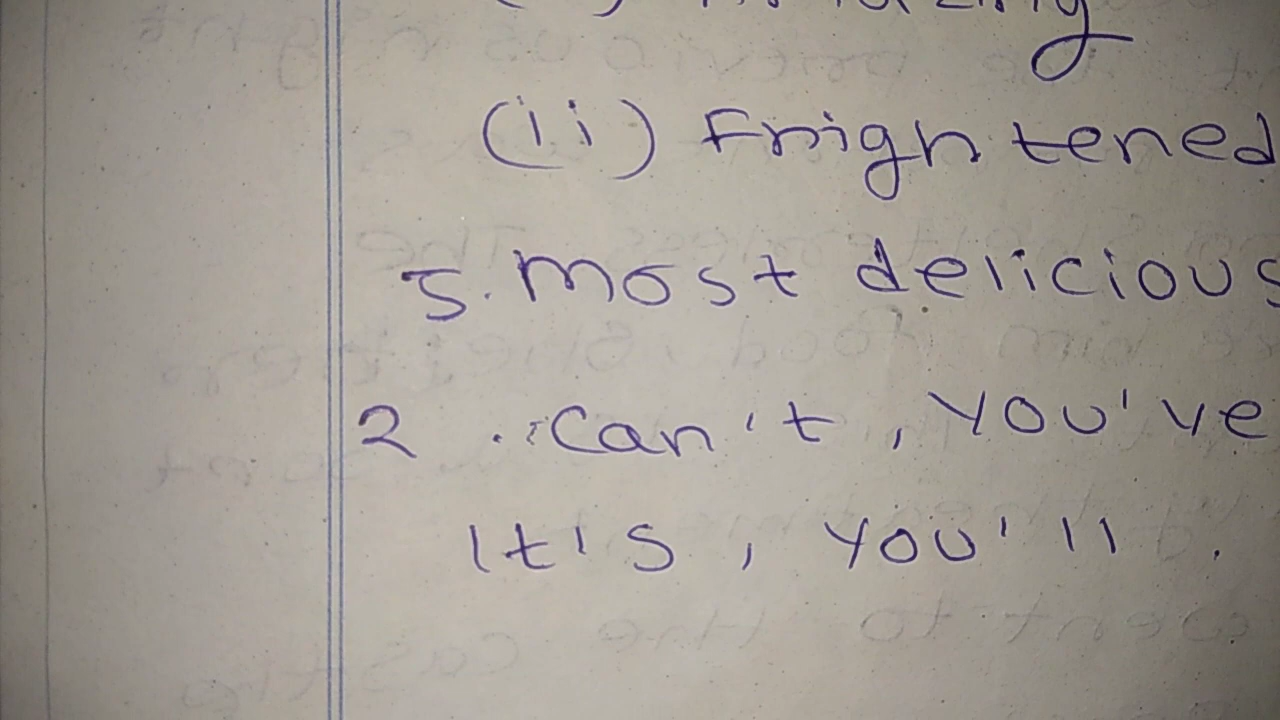 (ii) Frightened
5. Most delicious
2. Can't, you've
It's, you'll.